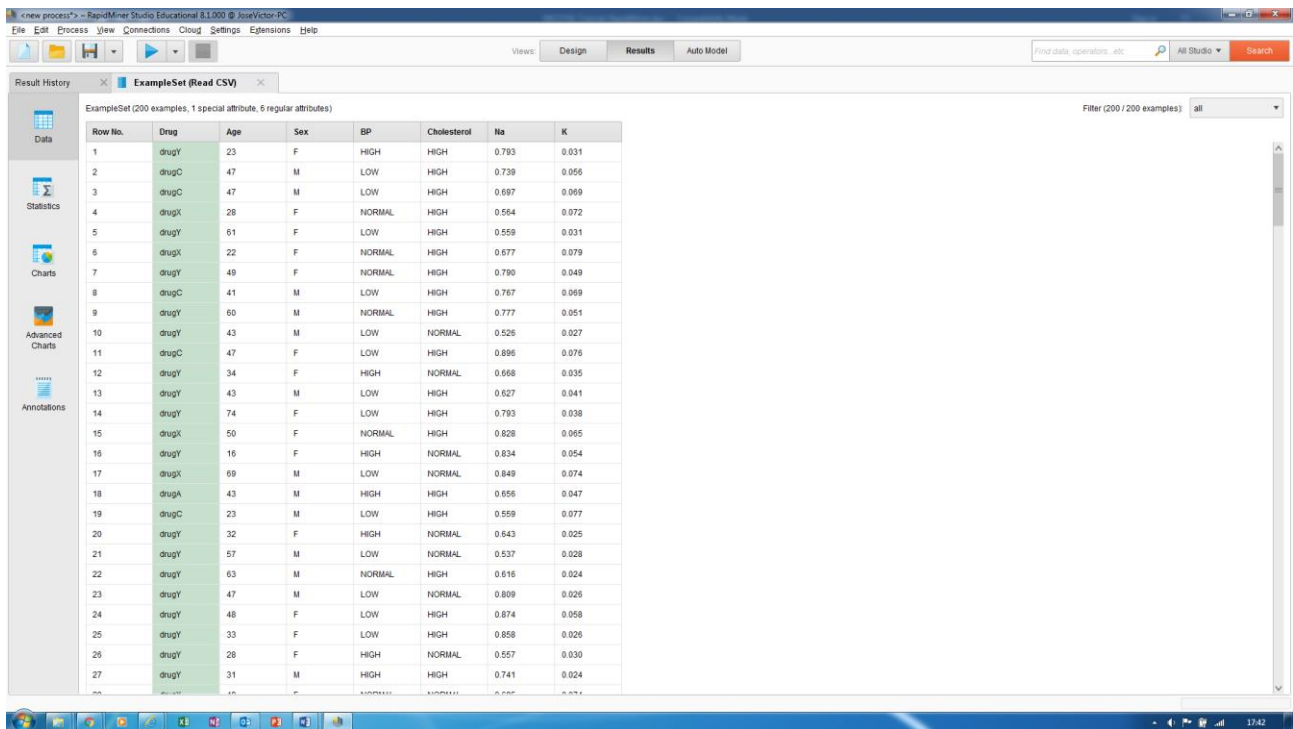 <new process*> – RapidMiner Studio Educational 8.1.000 @ JoseVictor-PC
File Edit Process View Connections Cloud Settings Extensions Help
Views: Design Results Auto Model Find data, operators...etc All Studio Search
Result History ExampleSet (Read CSV)
Data
Statistics
Charts
Advanced
Charts
Annotations
ExampleSet (200 examples, 1 special attribute, 6 regular attributes) Filter (200 / 200 examples): all
Row No. Drug Age Sex BP Cholesterol Na K
1 drugY 23 F HIGH HIGH 0.793 0.031
2 drugC 47 M LOW HIGH 0.739 0.056
3 drugC 47 M LOW HIGH 0.697 0.069
4 drugX 28 F NORMAL HIGH 0.564 0.072
5 drugY 61 F LOW HIGH 0.559 0.031
6 drugX 22 F NORMAL HIGH 0.677 0.079
7 drugY 49 F NORMAL HIGH 0.790 0.049
8 drugC 41 M LOW HIGH 0.767 0.069
9 drugY 60 M NORMAL HIGH 0.777 0.051
10 drugY 43 M LOW NORMAL 0.526 0.027
11 drugC 47 F LOW HIGH 0.896 0.076
12 drugY 34 F HIGH NORMAL 0.668 0.035
13 drugY 43 M LOW HIGH 0.627 0.041
14 drugY 74 F LOW HIGH 0.793 0.038
15 drugX 50 F NORMAL HIGH 0.828 0.065
16 drugY 16 F HIGH NORMAL 0.834 0.054
17 drugX 69 M LOW NORMAL 0.849 0.074
18 drugA 43 M HIGH HIGH 0.656 0.047
19 drugC 23 M LOW HIGH 0.559 0.077
20 drugY 32 F HIGH NORMAL 0.643 0.025
21 drugY 57 M LOW NORMAL 0.537 0.028
22 drugY 63 M NORMAL HIGH 0.616 0.024
23 drugY 47 M LOW NORMAL 0.809 0.026
24 drugY 48 F LOW HIGH 0.874 0.058
25 drugY 33 F LOW HIGH 0.858 0.026
26 drugY 28 F HIGH NORMAL 0.557 0.030
27 drugY 31 M HIGH HIGH 0.741 0.024
17:42